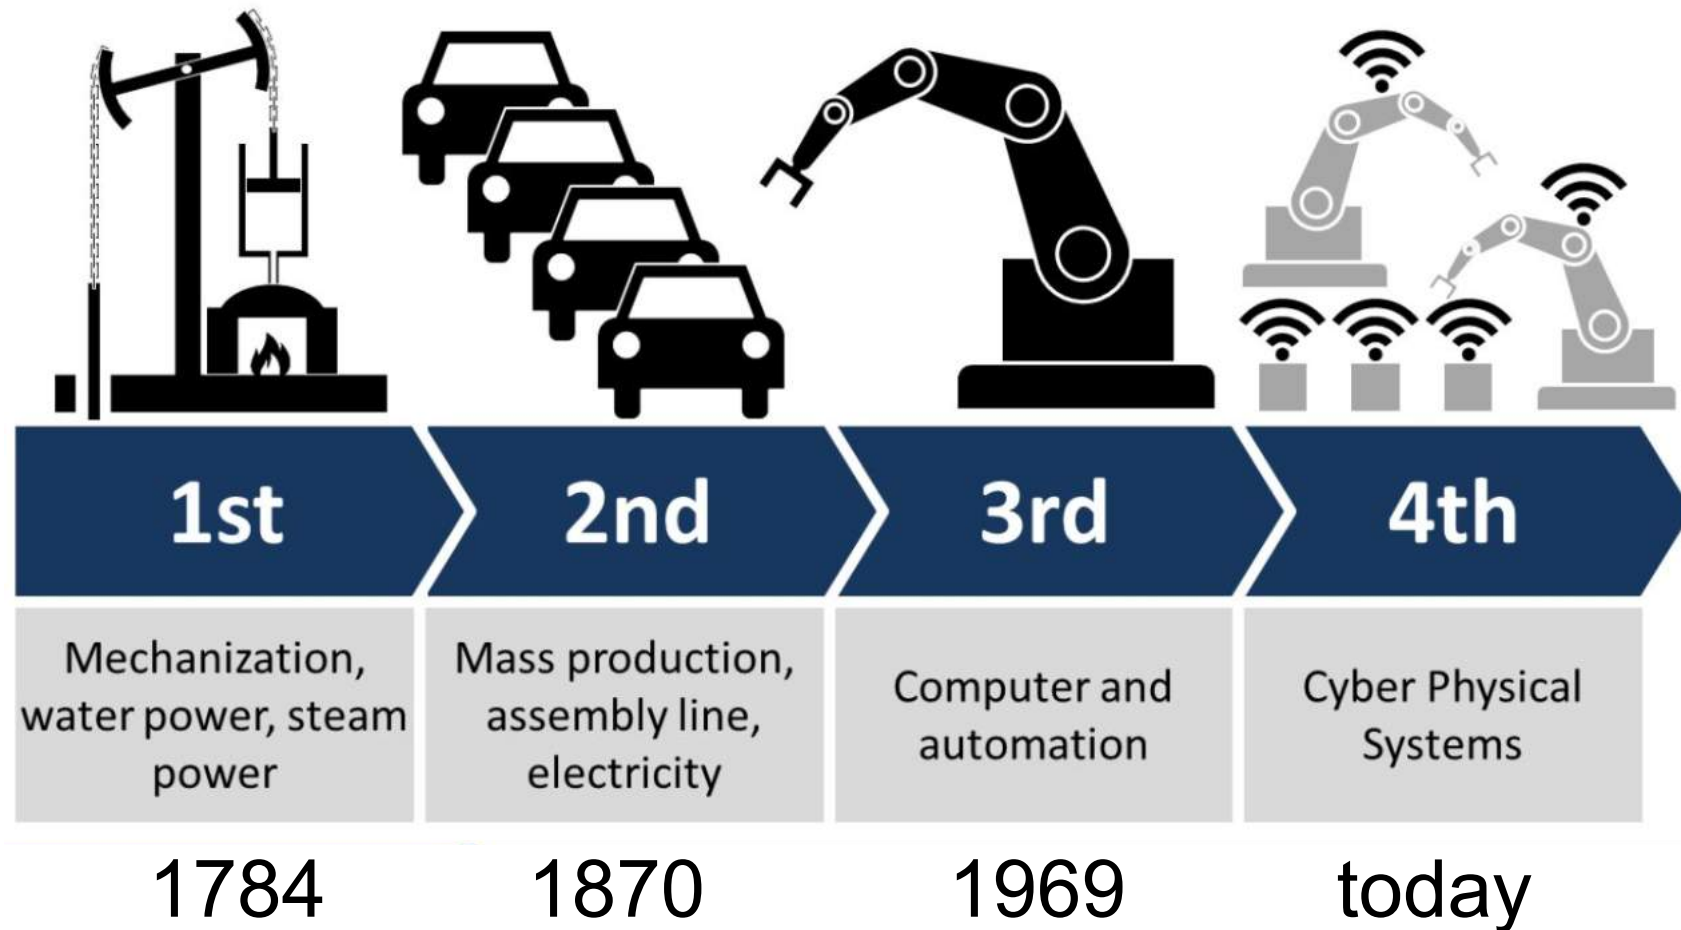 1st
2nd
3rd
4th
Mechanization,
water power, steam
power
Mass production,
assembly line,
electricity
Computer and
automation
Cyber Physical
Systems
1784
1870
1969
today